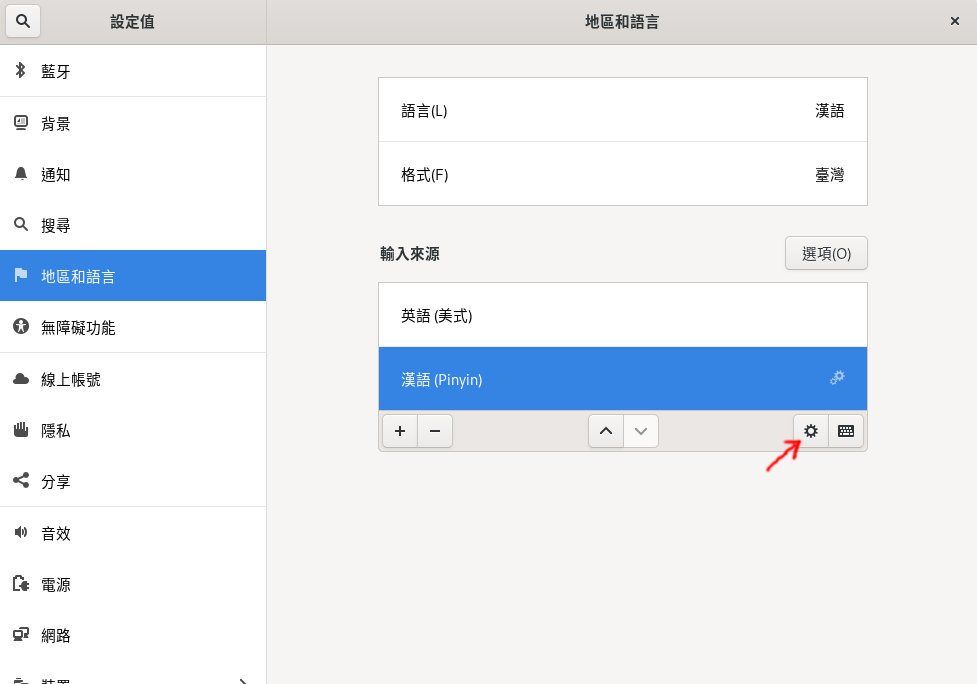 設定值
地區和語言
藍牙
背景
通知
搜尋
地區和語言
無障礙功能
線上帳號
隱私
分享
音效
電源
網路
裝置
語言(L) 漢語
格式(F) 臺灣
輸入來源 選項(O)
英語 (美式)
漢語 (Pinyin)